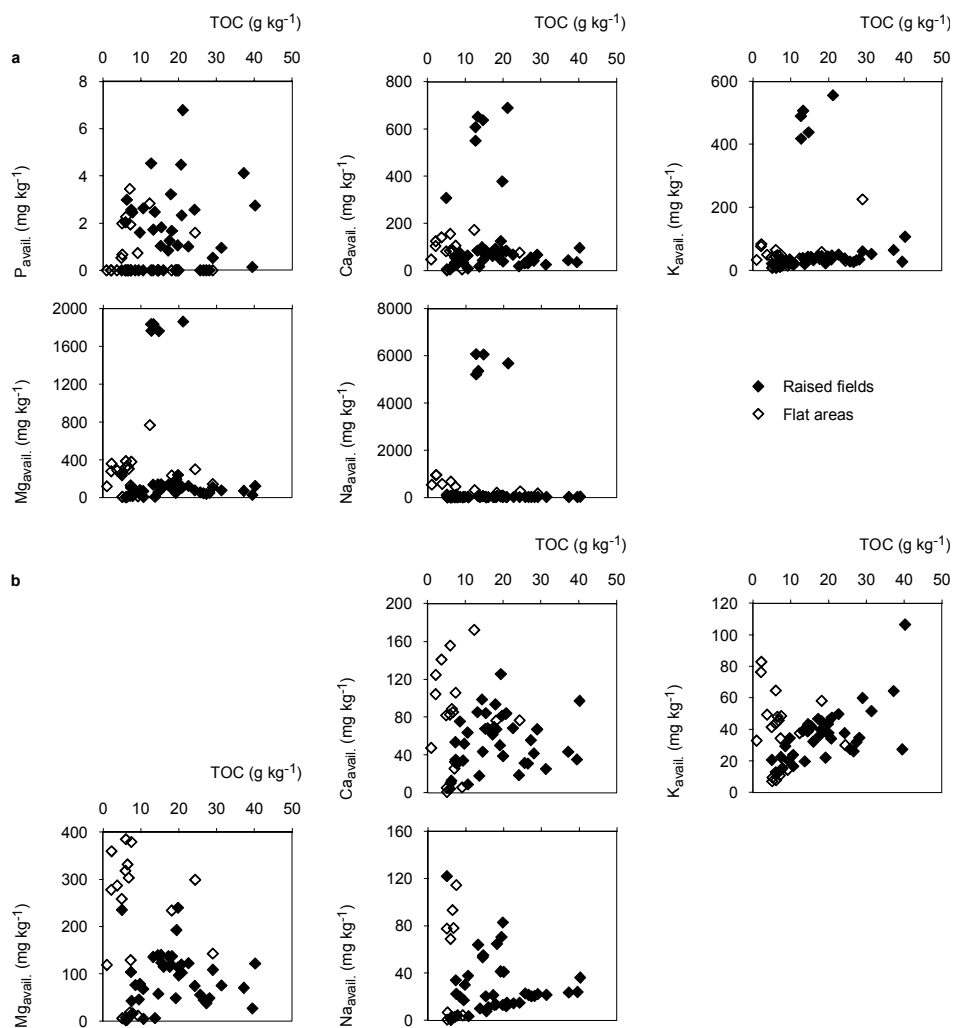 TOC (g kg-1) TOC (g kg-1) TOC (g kg-1)
a
0 10 20 30 40 50 0 10 20 30 40 50 0 10 20 30 40 50
8 800 600
6 600
400
4 400
200
2 200
0 0 0
Pavail. (mg kg-1) Caavail. (mg kg-1) Kavail. (mg kg-1)
2000 8000
1600
6000
1200
4000
800
2000
400
0 0
Mgavail. (mg kg-1) Naavail. (mg kg-1)
Raised fields
Flat areas
TOC (g kg-1) TOC (g kg-1)
b
0 10 20 30 40 50 0 10 20 30 40 50
200 120
160 100
120 80
60
80 40
40 20
0 0
Caavail. (mg kg-1) Kavail. (mg kg-1)
TOC (g kg-1)
0 10 20 30 40 50
400 160
300 120
200 80
100 40
0 0
Mgavail. (mg kg-1) Naavail. (mg kg-1)